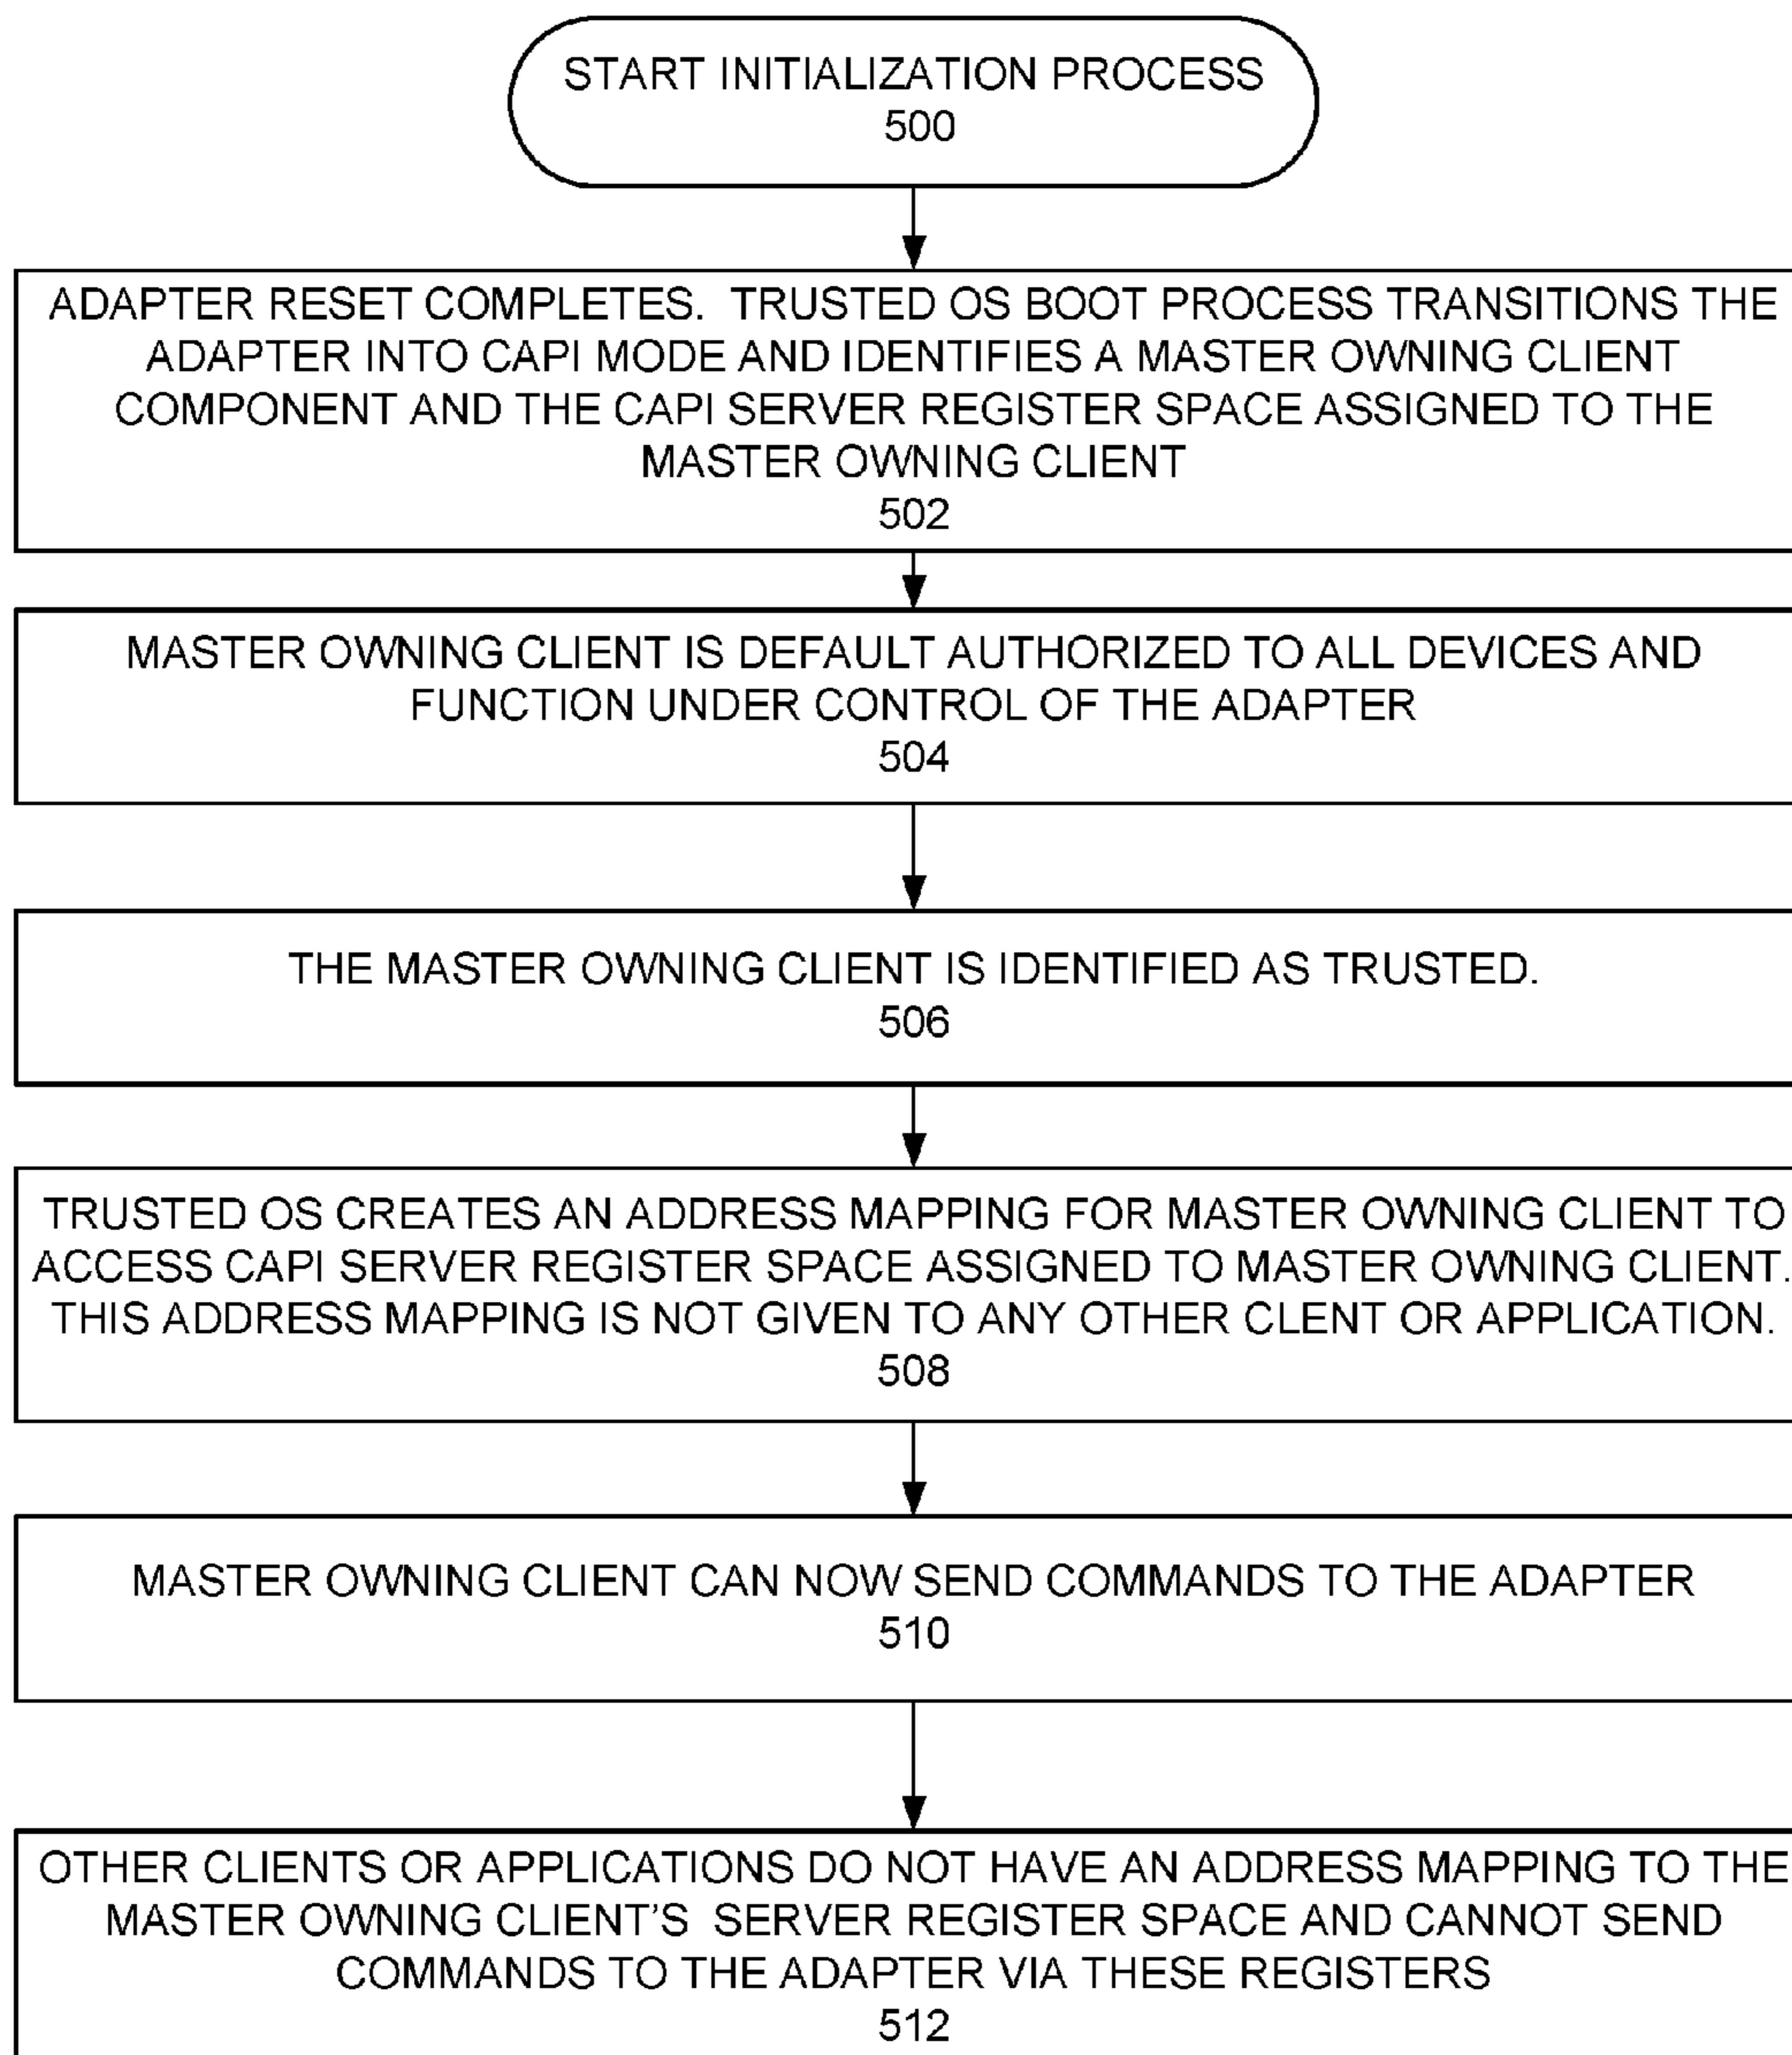 START INITIALIZATION PROCESS
500
ADAPTER RESET COMPLETES. TRUSTED OS BOOT PROCESS TRANSITIONS THE
ADAPTER INTO CAPI MODE AND IDENTIFIES A MASTER OWNING CLIENT
COMPONENT AND THE CAPI SERVER REGISTER SPACE ASSIGNED TO THE
MASTER OWNING CLIENT
502
MASTER OWNING CLIENT IS DEFAULT AUTHORIZED TO ALL DEVICES AND
FUNCTION UNDER CONTROL OF THE ADAPTER
504
THE MASTER OWNING CLIENT IS IDENTIFIED AS TRUSTED.
506
TRUSTED OS CREATES AN ADDRESS MAPPING FOR MASTER OWNING CLIENT TO
ACCESS CAPI SERVER REGISTER SPACE ASSIGNED TO MASTER OWNING CLIENT.
THIS ADDRESS MAPPING IS NOT GIVEN TO ANY OTHER CLENT OR APPLICATION.
508
MASTER OWNING CLIENT CAN NOW SEND COMMANDS TO THE ADAPTER
510
OTHER CLIENTS OR APPLICATIONS DO NOT HAVE AN ADDRESS MAPPING TO THE
MASTER OWNING CLIENT'S SERVER REGISTER SPACE AND CANNOT SEND
COMMANDS TO THE ADAPTER VIA THESE REGISTERS
512